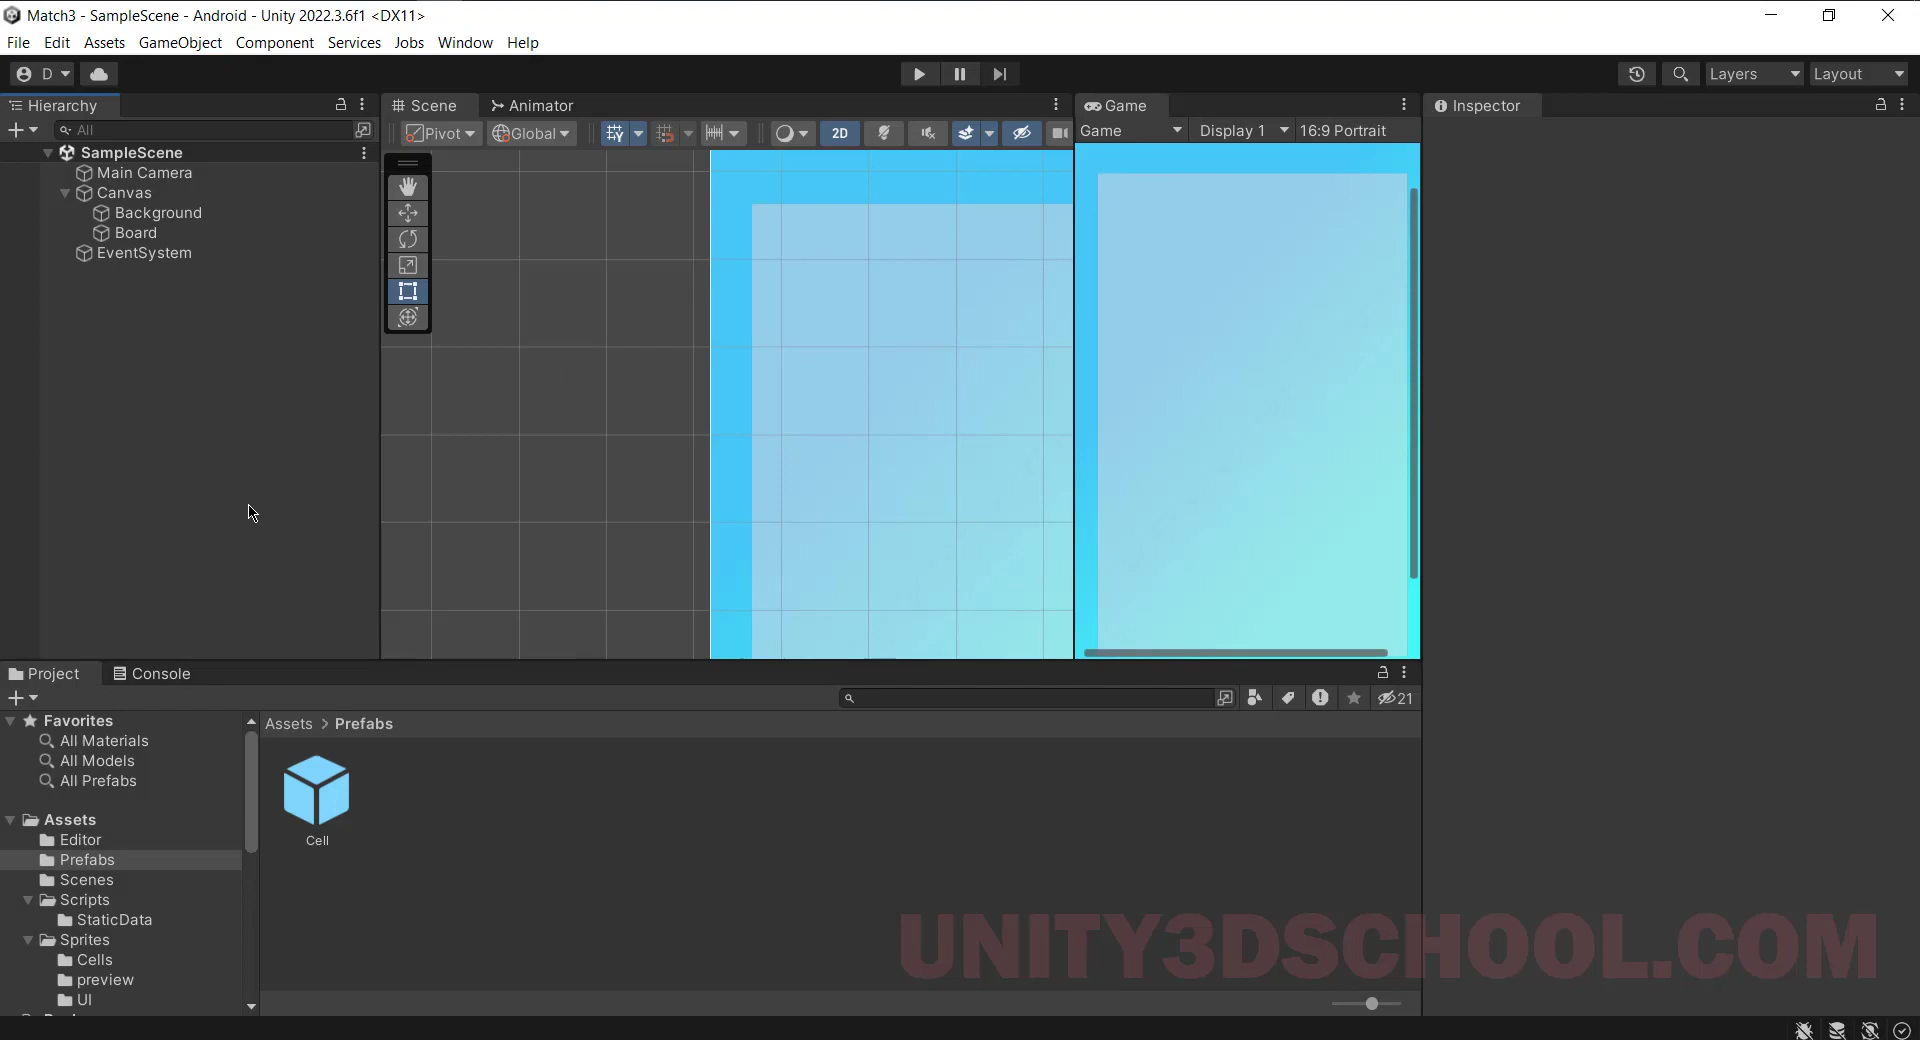 Match3 - SampleScene - Android - Unity 2022.3.6f1 <DX11>
File Edit Assets GameObject Component Services Jobs Window Help
D
Layers
Layout
Hierarchy
Scene
Animator
Game
Inspector
All
Pivot
Global
2D
Game
Display 1
16:9 Portrait
SampleScene
Main Camera
Canvas
Background
Board
EventSystem
Project
Console
21
Favorites
All Materials
All Models
All Prefabs
Assets
Editor
Prefabs
Scenes
Scripts
StaticData
Sprites
Cells
preview
UI
Assets > Prefabs
Cell
UNITY3DSCHOOL.COM